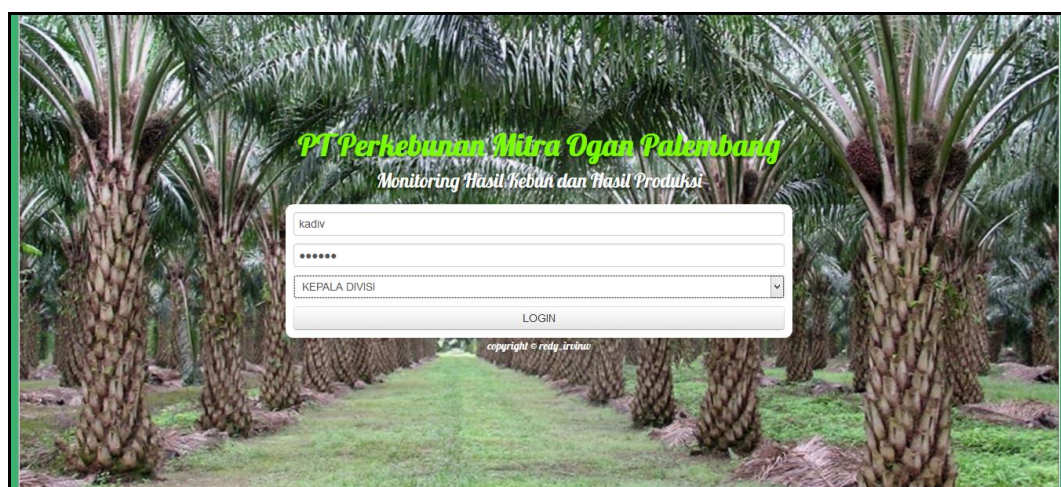 PT Perkebunan Mitra Ogan Palembang
Monitoring Hasil Kebun dan Hasil Produksi
kadiv
••••••
KEPALA DIVISI
LOGIN
copyright © redy_irvinw